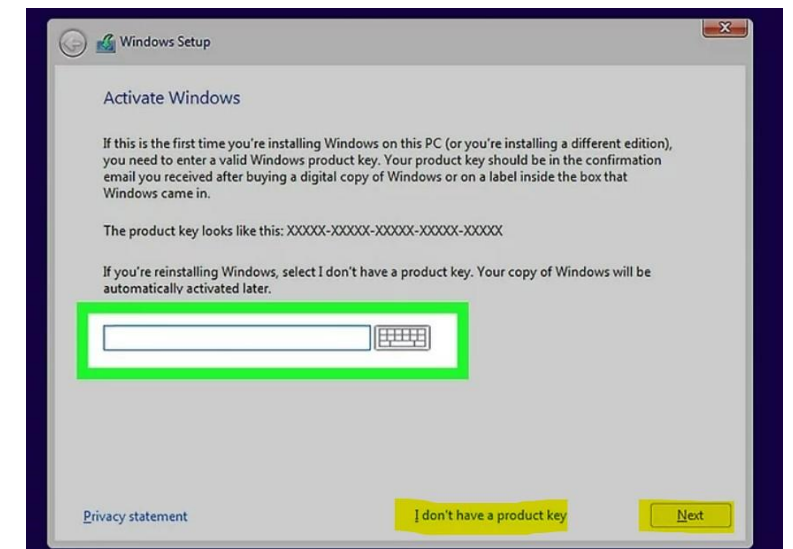 Windows Setup
Activate Windows
If this is the first time you're installing Windows on this PC (or you're installing a different edition),
you need to enter a valid Windows product key. Your product key should be in the confirmation
email you received after buying a digital copy of Windows or on a label inside the box that
Windows came in.
The product key looks like this: XXXXX-XXXXX-XXXXX-XXXXX-XXXXX
If you're reinstalling Windows, select I don't have a product key. Your copy of Windows will be
automatically activated later.
Privacy statement
I don't have a product key
Next